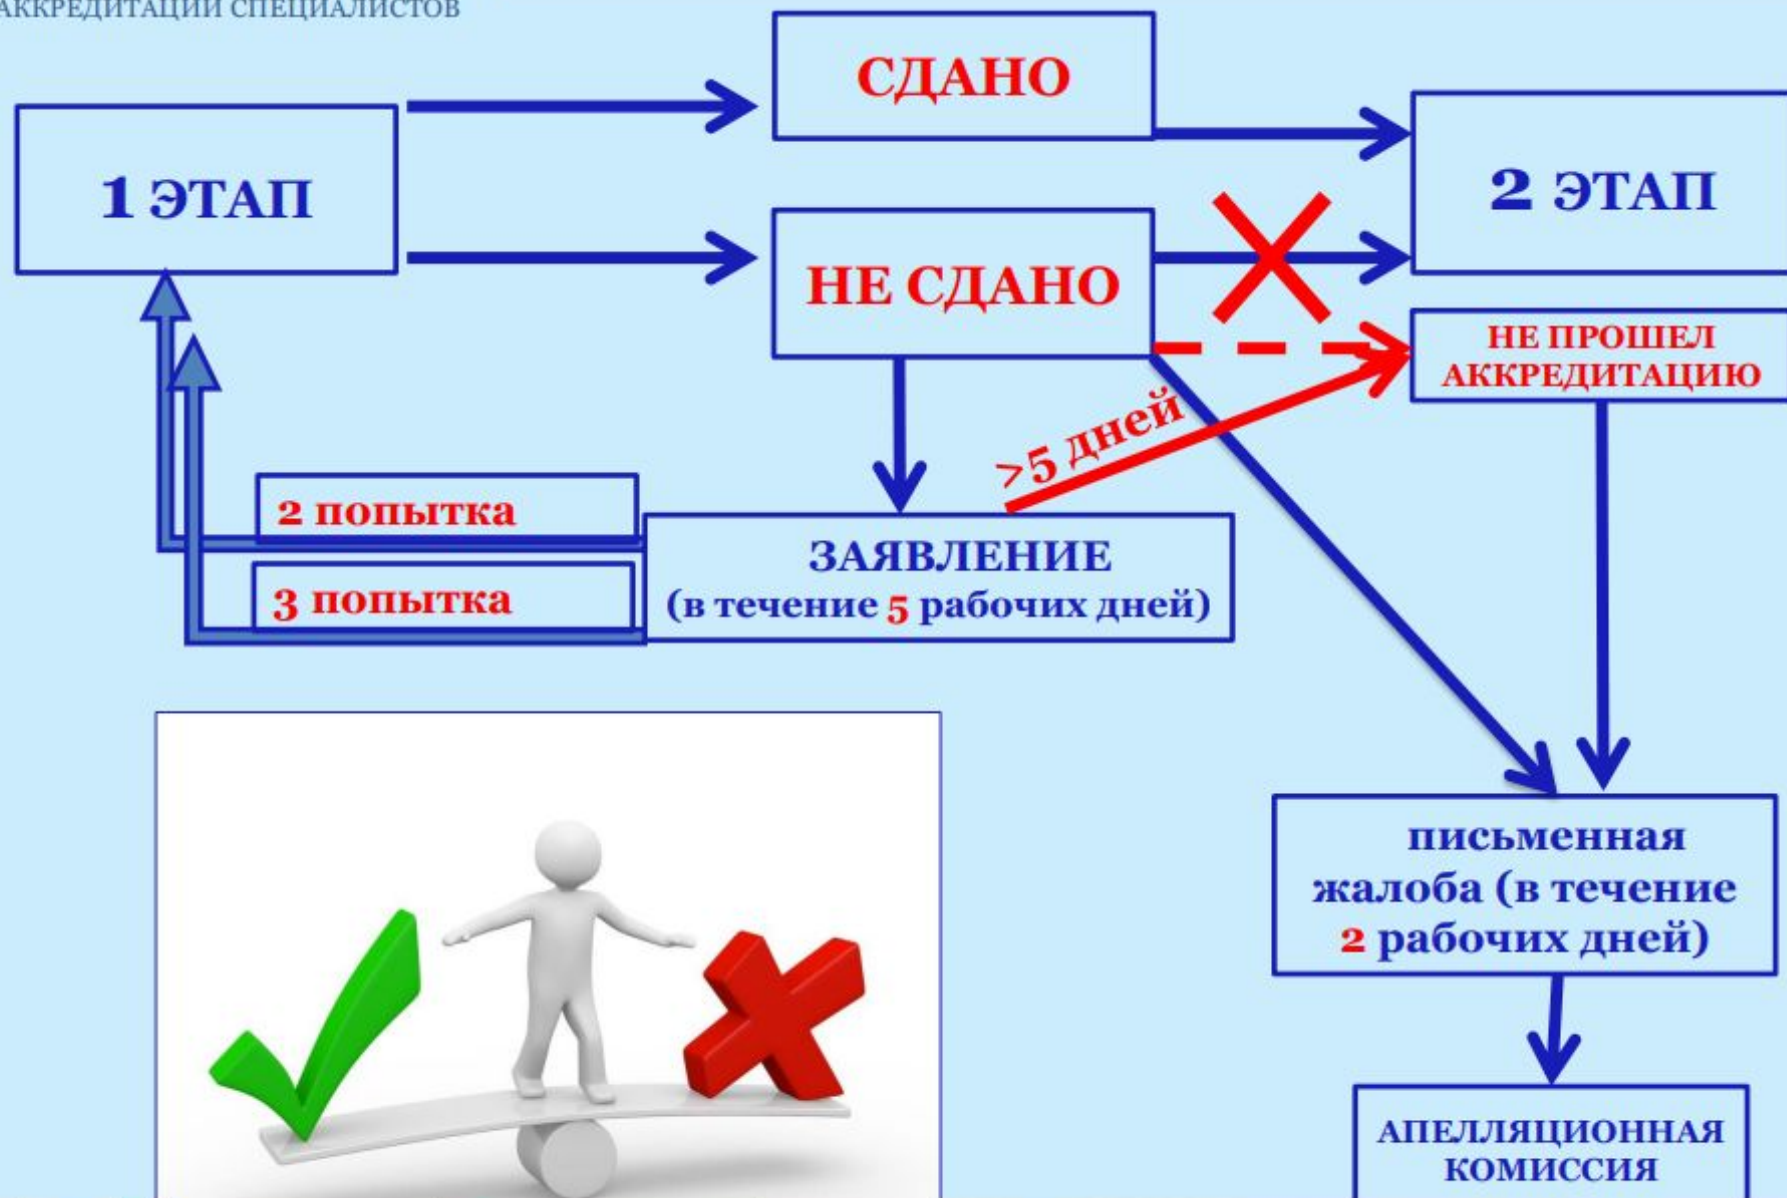 АККРЕДИТАЦИИ СПЕЦИАЛИСТОВ
СДАНО
1 ЭТАП
2 ЭТАП
НЕ СДАНО
НЕ ПРОШЕЛ
АККРЕДИТАЦИЮ
>5 дней
2 попытка
3 попытка
ЗАЯВЛЕНИЕ
(в течение 5 рабочих дней)
письменная
жалоба (в течение
2 рабочих дней)
АПЕЛЛЯЦИОННАЯ
КОМИССИЯ